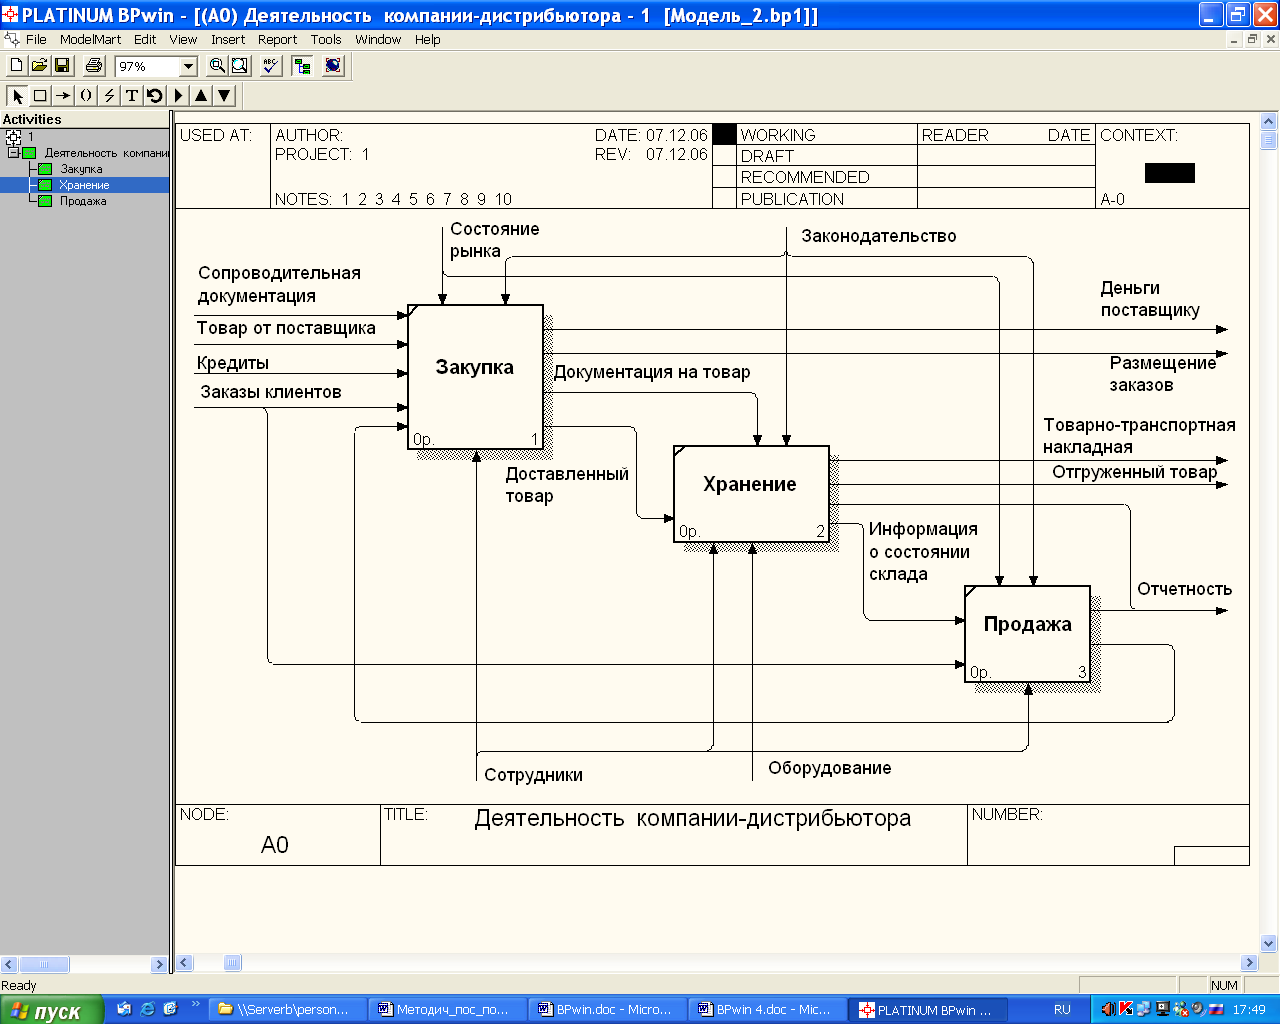 PLATINUM BPwin - [(A0) Деятельность компании-дистрибьютора - 1 [Модель_2.bp1]]
File ModelMart Edit View Insert Report Tools Window Help
97%
ABC
T
Activities
1
Деятельность компани
Закупка
Хранение
Продажа
USED AT:
AUTHOR:
DATE: 07.12.06
PROJECT: 1
REV: 07.12.06
NOTES: 1 2 3 4 5 6 7 8 9 10
WORKING
DRAFT
RECOMMENDED
PUBLICATION
READER DATE
CONTEXT:
A-0
Состояние
рынка
Законодательство
Сопроводительная
документация
Товар от поставщика
Кредиты
Заказы клиентов
Деньги
поставщику
Размещение
заказов
Закупка
0р. 1
Документация на товар
Доставленный
товар
Товарно-транспортная
накладная
Отгруженный товар
Хранение
0р. 2
Информация
о состоянии
склада
Отчетность
Продажа
0р. 3
Сотрудники
Оборудование
NODE:
A0
TITLE:
Деятельность компании-дистрибьютора
NUMBER:
Ready
NUM
пуск
»
\\Serverb\person...
Методич_пос_по...
BPwin.doc - Micro...
BPwin 4.doc - Mic...
PLATINUM BPwin ...
RU
17:49